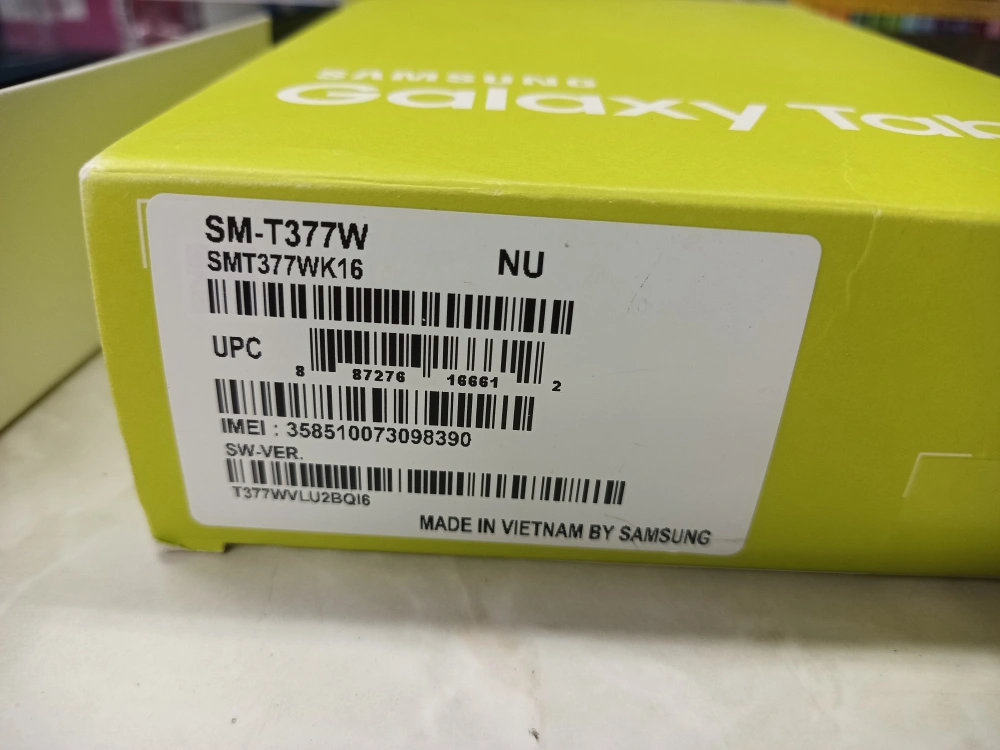 SAMSUNG
Galaxy Tab
SM-T377W
SMT377WK16
NU
UPC
8 87276 16661 2
IMEI : 358510073098390
SW-VER.
T377WVLU2BQI6
MADE IN VIETNAM BY SAMSUNG